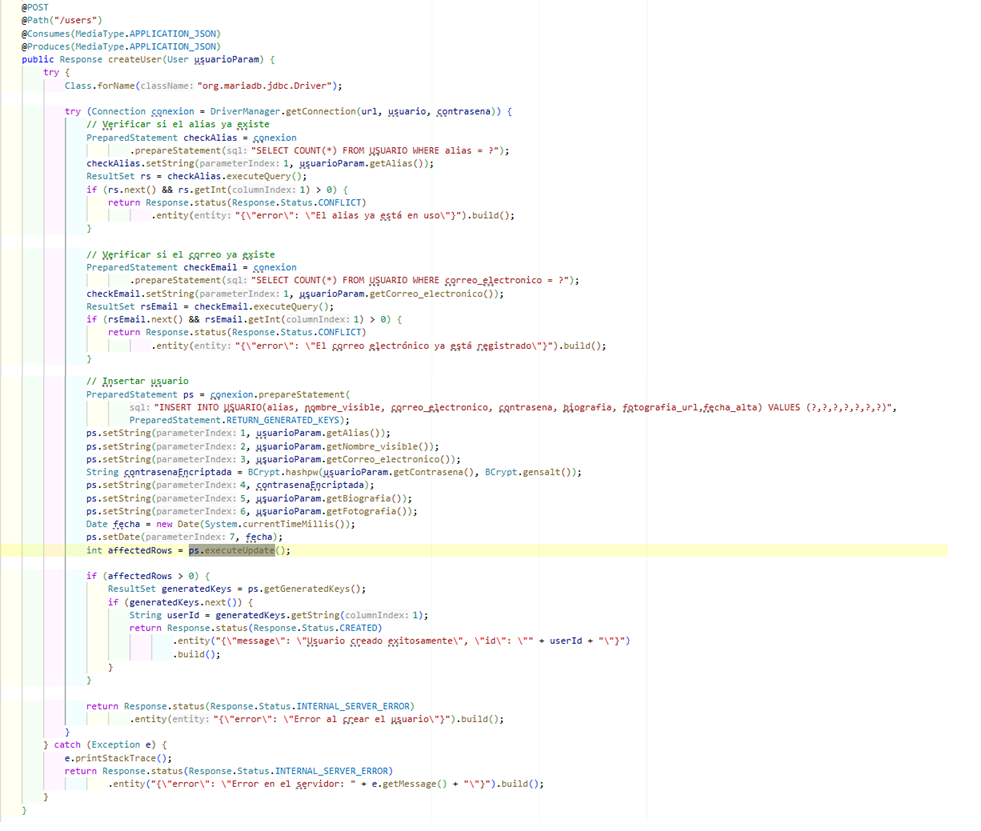 @POST
@Path("/users")
@Consumes(MediaType.APPLICATION_JSON)
@Produces(MediaType.APPLICATION_JSON)
public Response createUser(User usuarioParam) {
try {
Class.forName(className: "org.mariadb.jdbc.Driver");
try (Connection conexion = DriverManager.getConnection(url, usuario, contrasena)) {
// Verificar si el alias ya existe
PreparedStatement checkAlias = conexion
.prepareStatement(sql: "SELECT COUNT(*) FROM USUARIO WHERE alias = ?");
checkAlias.setString(parameterIndex: 1, usuarioParam.getAlias());
ResultSet rs = checkAlias.executeQuery();
if (rs.next() && rs.getInt(columnIndex: 1) > 0) {
return Response.status(Response.Status.CONFLICT)
.entity(entity: "{\"error\": \"El alias ya está en uso\"}").build();
}
// Verificar si el correo ya existe
PreparedStatement checkEmail = conexion
.prepareStatement(sql: "SELECT COUNT(*) FROM USUARIO WHERE correo_electronico = ?");
checkEmail.setString(parameterIndex: 1, usuarioParam.getCorreo_electronico());
ResultSet rsEmail = checkEmail.executeQuery();
if (rsEmail.next() && rsEmail.getInt(columnIndex: 1) > 0) {
return Response.status(Response.Status.CONFLICT)
.entity(entity: "{\"error\": \"El correo electrónico ya está registrado\"}").build();
}
// Insertar usuario
PreparedStatement ps = conexion.prepareStatement(
sql: "INSERT INTO USUARIO(alias, nombre_visible, correo_electronico, contrasena, biografia, fotografia_url,fecha_alta) VALUES (?,?,?,?,?,?,?)",
PreparedStatement.RETURN_GENERATED_KEYS);
ps.setString(parameterIndex: 1, usuarioParam.getAlias());
ps.setString(parameterIndex: 2, usuarioParam.getNombre_visible());
ps.setString(parameterIndex: 3, usuarioParam.getCorreo_electronico());
String contrasenaEncriptada = BCrypt.hashpw(usuarioParam.getContrasena(), BCrypt.gensalt());
ps.setString(parameterIndex: 4, contrasenaEncriptada);
ps.setString(parameterIndex: 5, usuarioParam.getBiografia());
ps.setString(parameterIndex: 6, usuarioParam.getFotografia());
Date fecha = new Date(System.currentTimeMillis());
ps.setDate(parameterIndex: 7, fecha);
int affectedRows = ps.executeUpdate();
if (affectedRows > 0) {
ResultSet generatedKeys = ps.getGeneratedKeys();
if (generatedKeys.next()) {
String userId = generatedKeys.getString(columnIndex: 1);
return Response.status(Response.Status.CREATED)
.entity("{\"message\": \"Usuario creado exitosamente\", \"id\": \"" + userId + "\"}")
.build();
}
}
return Response.status(Response.Status.INTERNAL_SERVER_ERROR)
.entity(entity: "{\"error\": \"Error al crear el usuario\"}").build();
}
} catch (Exception e) {
e.printStackTrace();
return Response.status(Response.Status.INTERNAL_SERVER_ERROR)
.entity("{\"error\": \"Error en el servidor: " + e.getMessage() + "\"}").build();
}
}